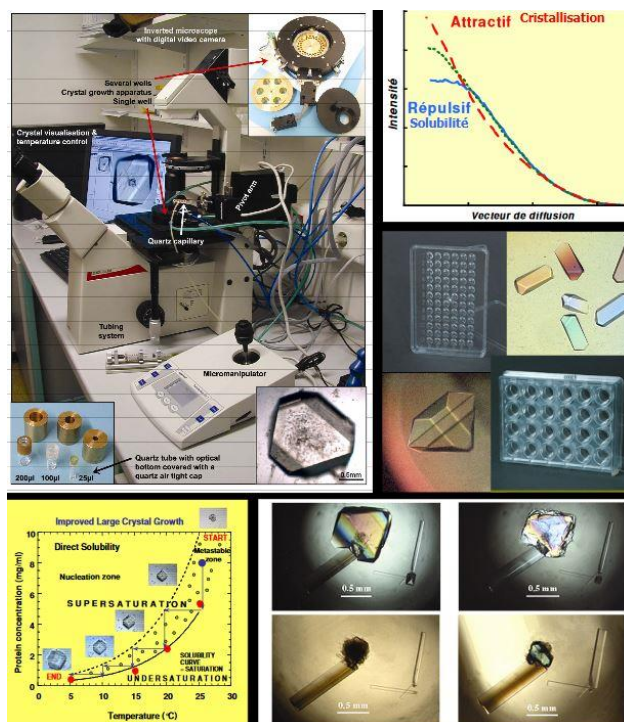 Inverted microscope
with digital video camera
Several wells
Crystal growth apparatus
Single well
Crystal visualisation &
temperature control
Pivot arm
Quartz capillary
Tubing
system
Micromanipulator
Quartz tube with optical
bottom covered with a
quartz air tight cap
200µl 100µl 25µl
0.5mm
Attractif Cristallisation
Répulsif
Solubilité
Intensité
Vecteur de diffusion
Improved Large Crystal Growth
Direct Solubility
START
Metastable
zone
Nucleation zone
SUPERSATURATION
SOLUBILITY
CURVE
= SATURATION
END
UNDERSATURATION
Protein concentration (mg/ml)
10
8
6
4
2
0
0 5 10 15 20 25 30
Temperature (°C)
0.5 mm
0.5 mm
0.5 mm
0.5 mm